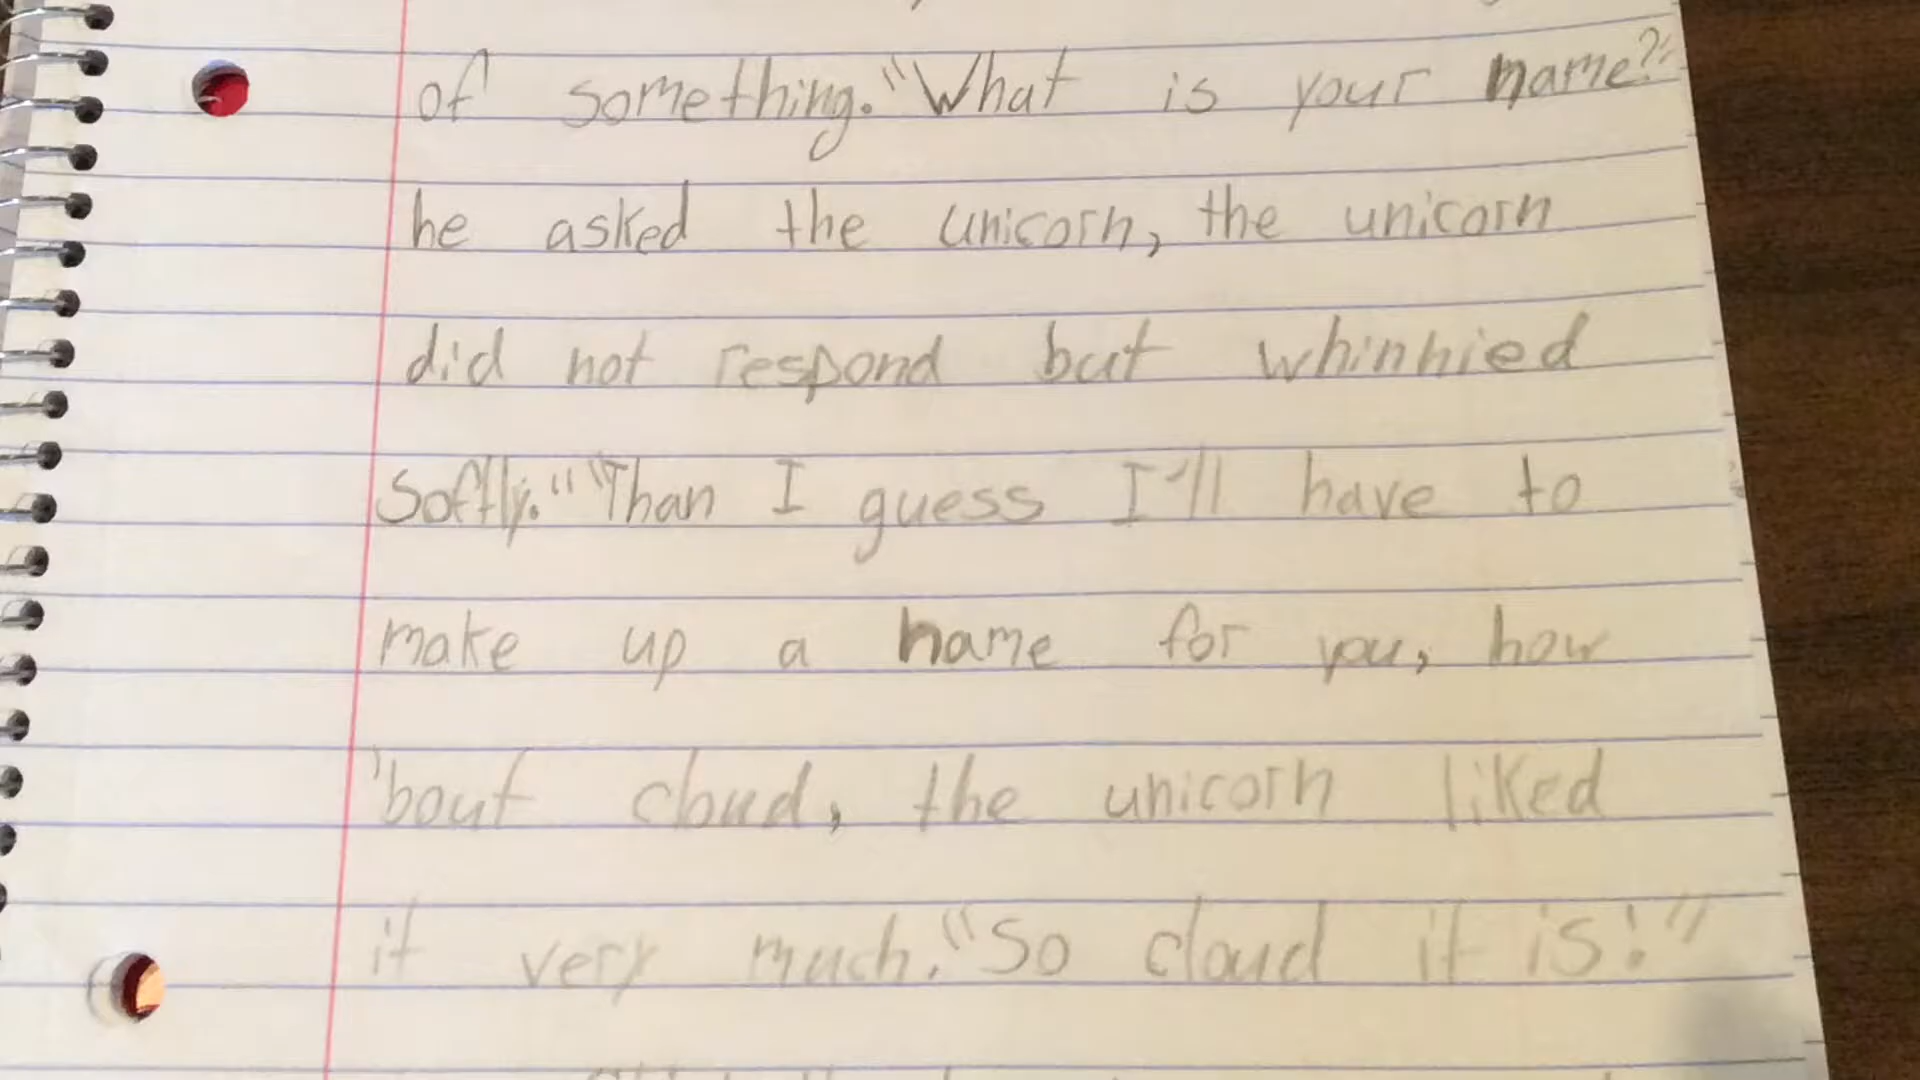 of something. "What is your name?"
he asked the unicorn, the unicorn
did not respond but whinnied
softly." "Than I guess I'll have to
make up a name for you, how
'bout cloud, the unicorn liked
it very much. "So cloud it is!"